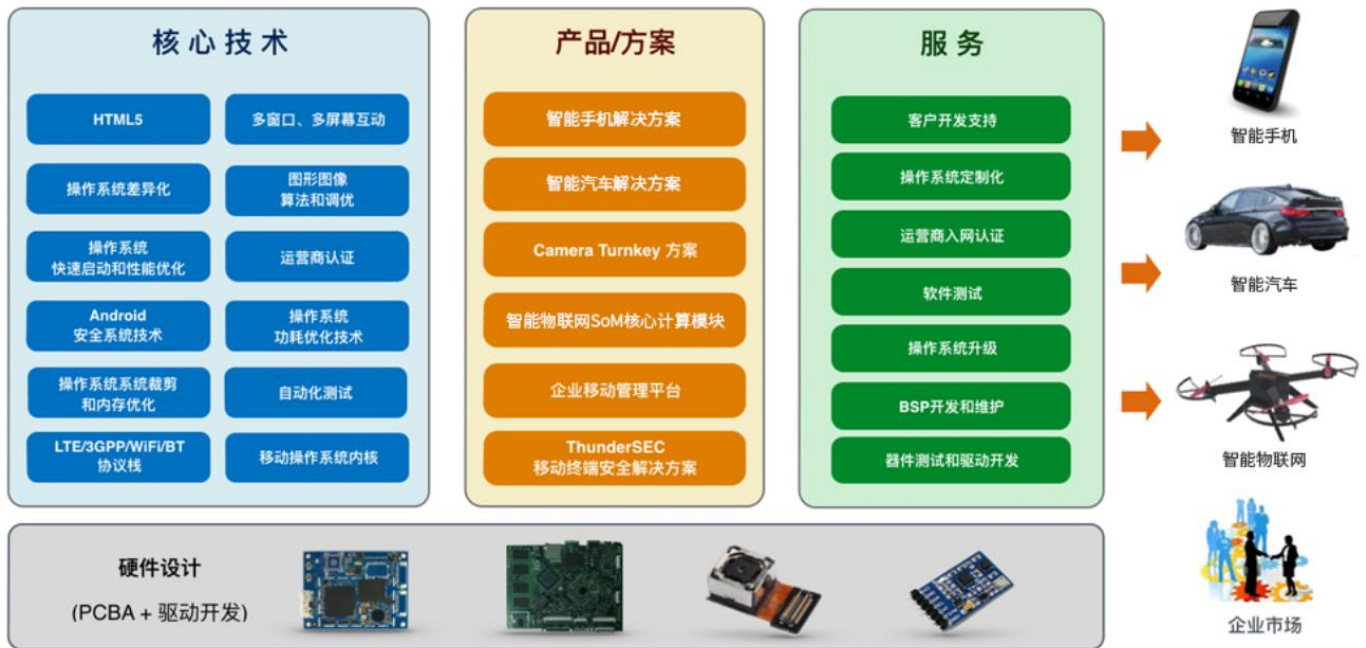 核心技术
HTML5
多窗口、多屏幕互动
操作系统差异化
图形图像
算法和调优
操作系统
快速启动和性能优化
运营商认证
Android
安全系统技术
操作系统
功耗优化技术
操作系统系统裁剪
和内存优化
自动化测试
LTE/3GPP/WiFi/BT
协议栈
移动操作系统内核
产品/方案
智能手机解决方案
智能汽车解决方案
Camera Turnkey 方案
智能物联网SoM核心计算模块
企业移动管理平台
ThunderSEC
移动终端安全解决方案
服务
客户开发支持
操作系统定制化
运营商入网认证
软件测试
操作系统升级
BSP开发和维护
器件测试和驱动开发
智能手机
智能汽车
智能物联网
企业市场
硬件设计
(PCBA + 驱动开发)